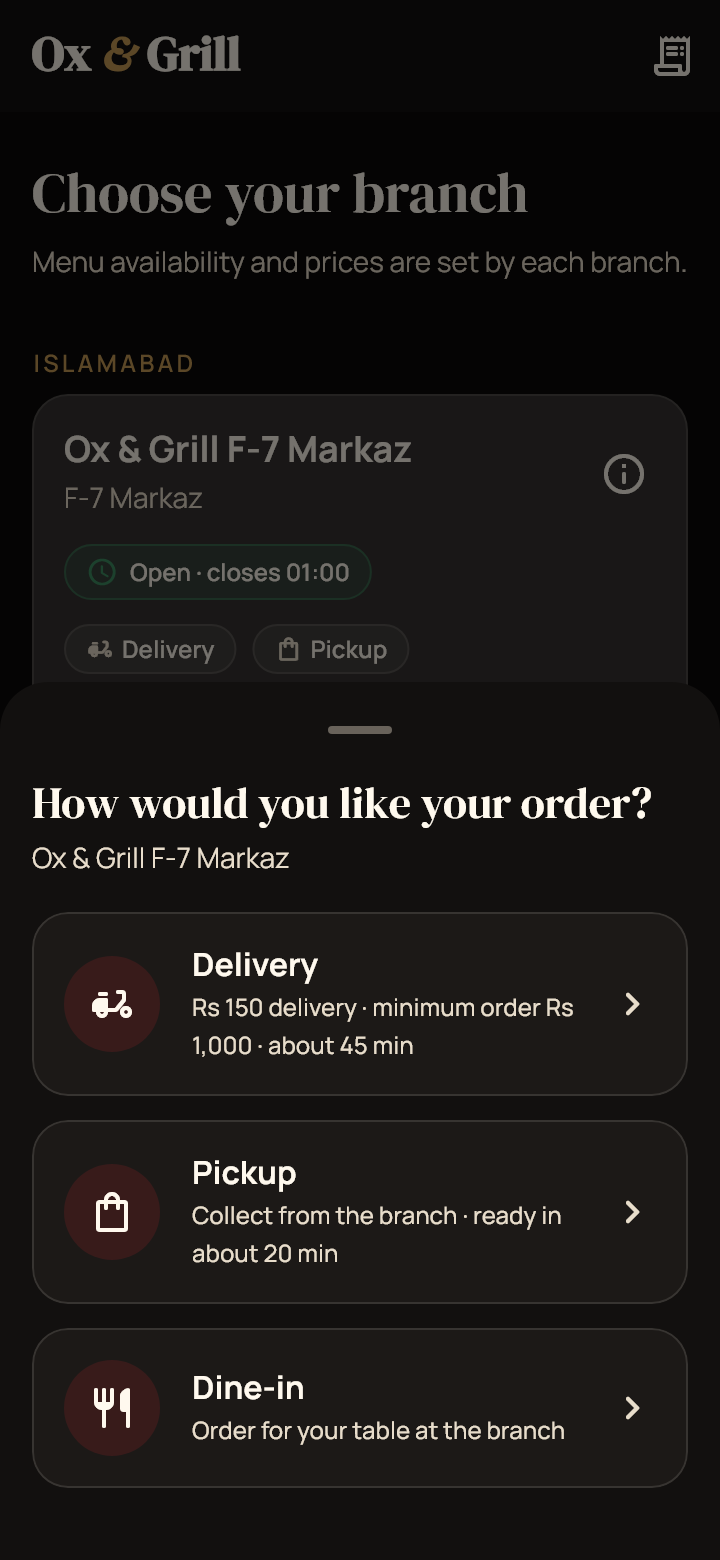 Ox & Grill
Choose your branch
Menu availability and prices are set by each branch.
ISLAMABAD
Ox & Grill F-7 Markaz
F-7 Markaz
Open · closes 01:00
Delivery Pickup
How would you like your order?
Ox & Grill F-7 Markaz
Delivery
Rs 150 delivery · minimum order Rs
1,000 · about 45 min
Pickup
Collect from the branch · ready in
about 20 min
Dine-in
Order for your table at the branch